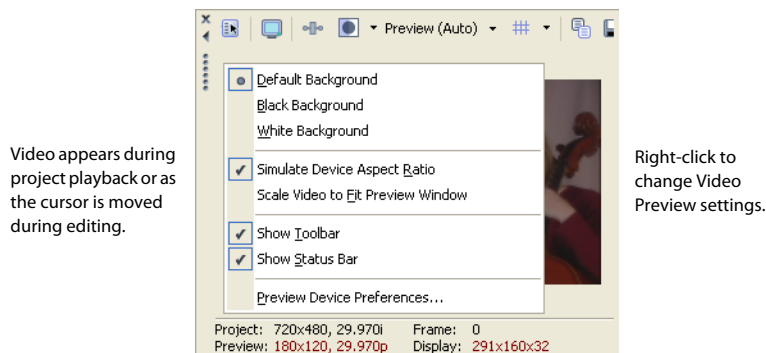 Preview (Auto)
Default Background
Black Background
White Background
Video appears during
project playback or as
the cursor is moved
during editing.
Simulate Device Aspect Ratio
Scale Video to Fit Preview Window
Right-click to
change Video
Preview settings.
Show Toolbar
Show Status Bar
Preview Device Preferences...
Project: 720x480, 29.970i Frame: 0
Preview: 180x120, 29.970p Display: 291x160x32